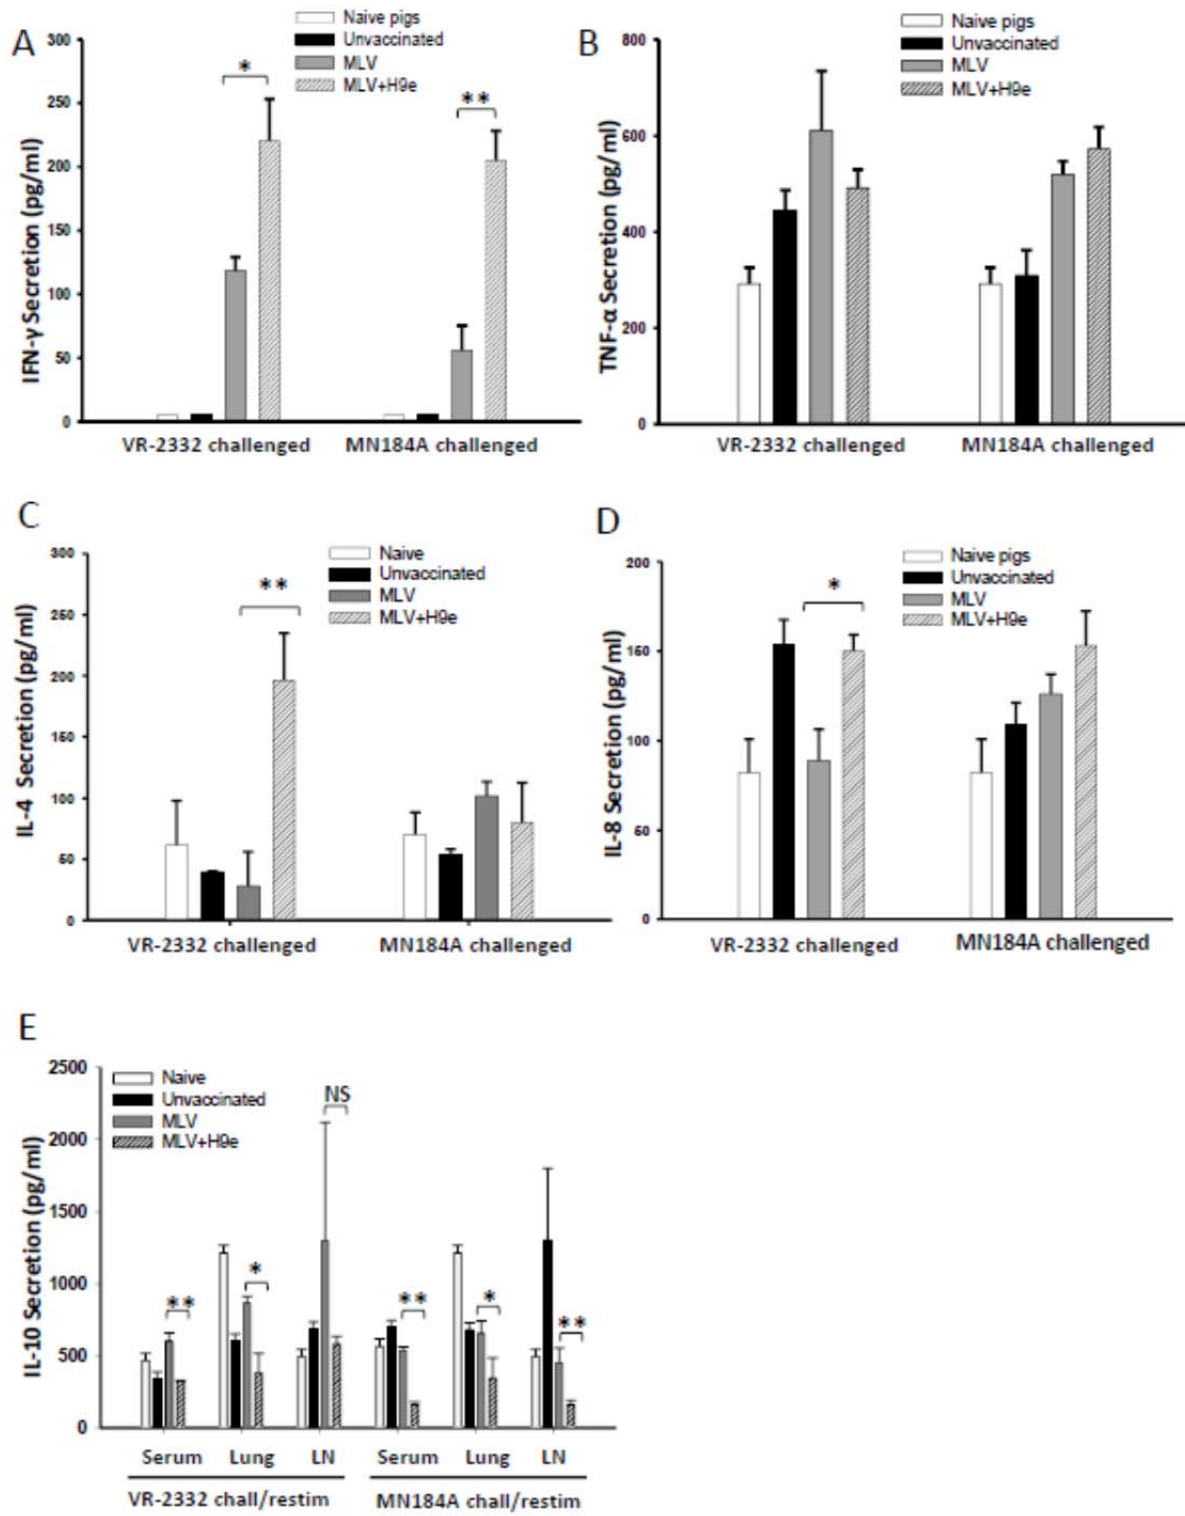 A
IFN-γ Secretion (pg/ml)
300
250
200
150
100
50
0
Naive pigs
Unvaccinated
MLV
MLV+H9e
*
**
VR-2332 challenged
MN184A challenged
B
TNF-α Secretion (pg/ml)
800
600
400
200
0
Naive pigs
Unvaccinated
MLV
MLV+H9e
VR-2332 challenged
MN184A challenged
C
IL-4 Secretion (pg/ml)
300
250
200
150
100
50
0
Naive
Unvaccinated
MLV
MLV+H9e
**
VR-2332 challenged
MN184A challenged
D
IL-8 Secretion (pg/ml)
200
150
100
50
0
Naive pigs
Unvaccinated
MLV
MLV+H9e
*
VR-2332 challenged
MN184A challenged
E
IL-10 Secretion (pg/ml)
2500
2000
1500
1000
500
0
Naive
Unvaccinated
MLV
MLV+H9e
**
*
NS
**
*
**
Serum Lung LN Serum Lung LN
VR-2332 chall/restim
MN184A chall/restim